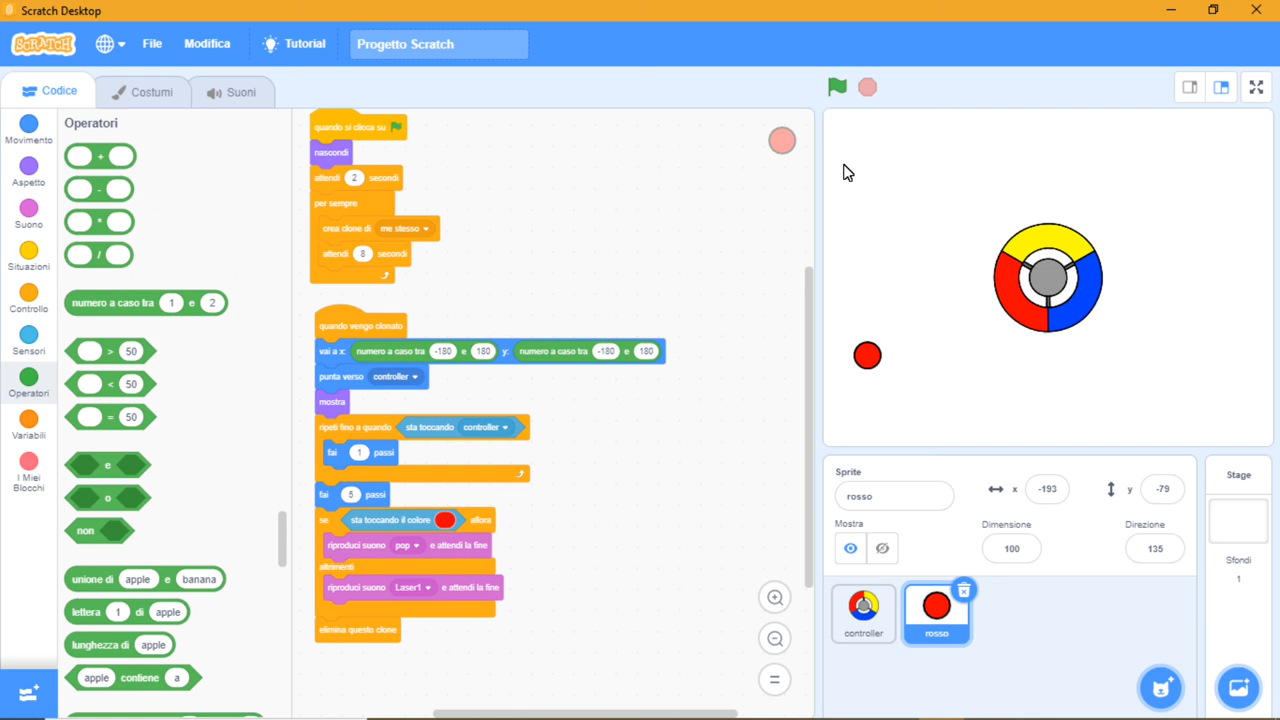 Scratch Desktop
SCRATCH File Modifica Tutorial Progetto Scratch
Codice Costumi Suoni
Movimento
Aspetto
Suono
Situazioni
Controllo
Sensori
Operatori
Variabili
I Miei
Blocchi
Operatori
+
-
*
/
numero a caso tra 1 e 2
> 50
< 50
= 50
e
o
non
unione di apple e banana
lettera 1 di apple
lunghezza di apple
apple contiene a
quando si clicca su
nascondi
attendi 2 secondi
per sempre
crea clone di me stesso
attendi 8 secondi
quando vengo clonato
vai a x: numero a caso tra -180 e 180 y: numero a caso tra -180 e 180
punta verso controller
mostra
ripeti fino a quando sta toccando controller
fai 1 passi
fai 5 passi
se sta toccando il colore allora
riproduci suono pop e attendi la fine
altrimenti
riproduci suono Laser1 e attendi la fine
elimina questo clone
Sprite
rosso x -193 y -79
Mostra Dimensione Direzione
100 135
controller
rosso
Stage
Sfondi
1